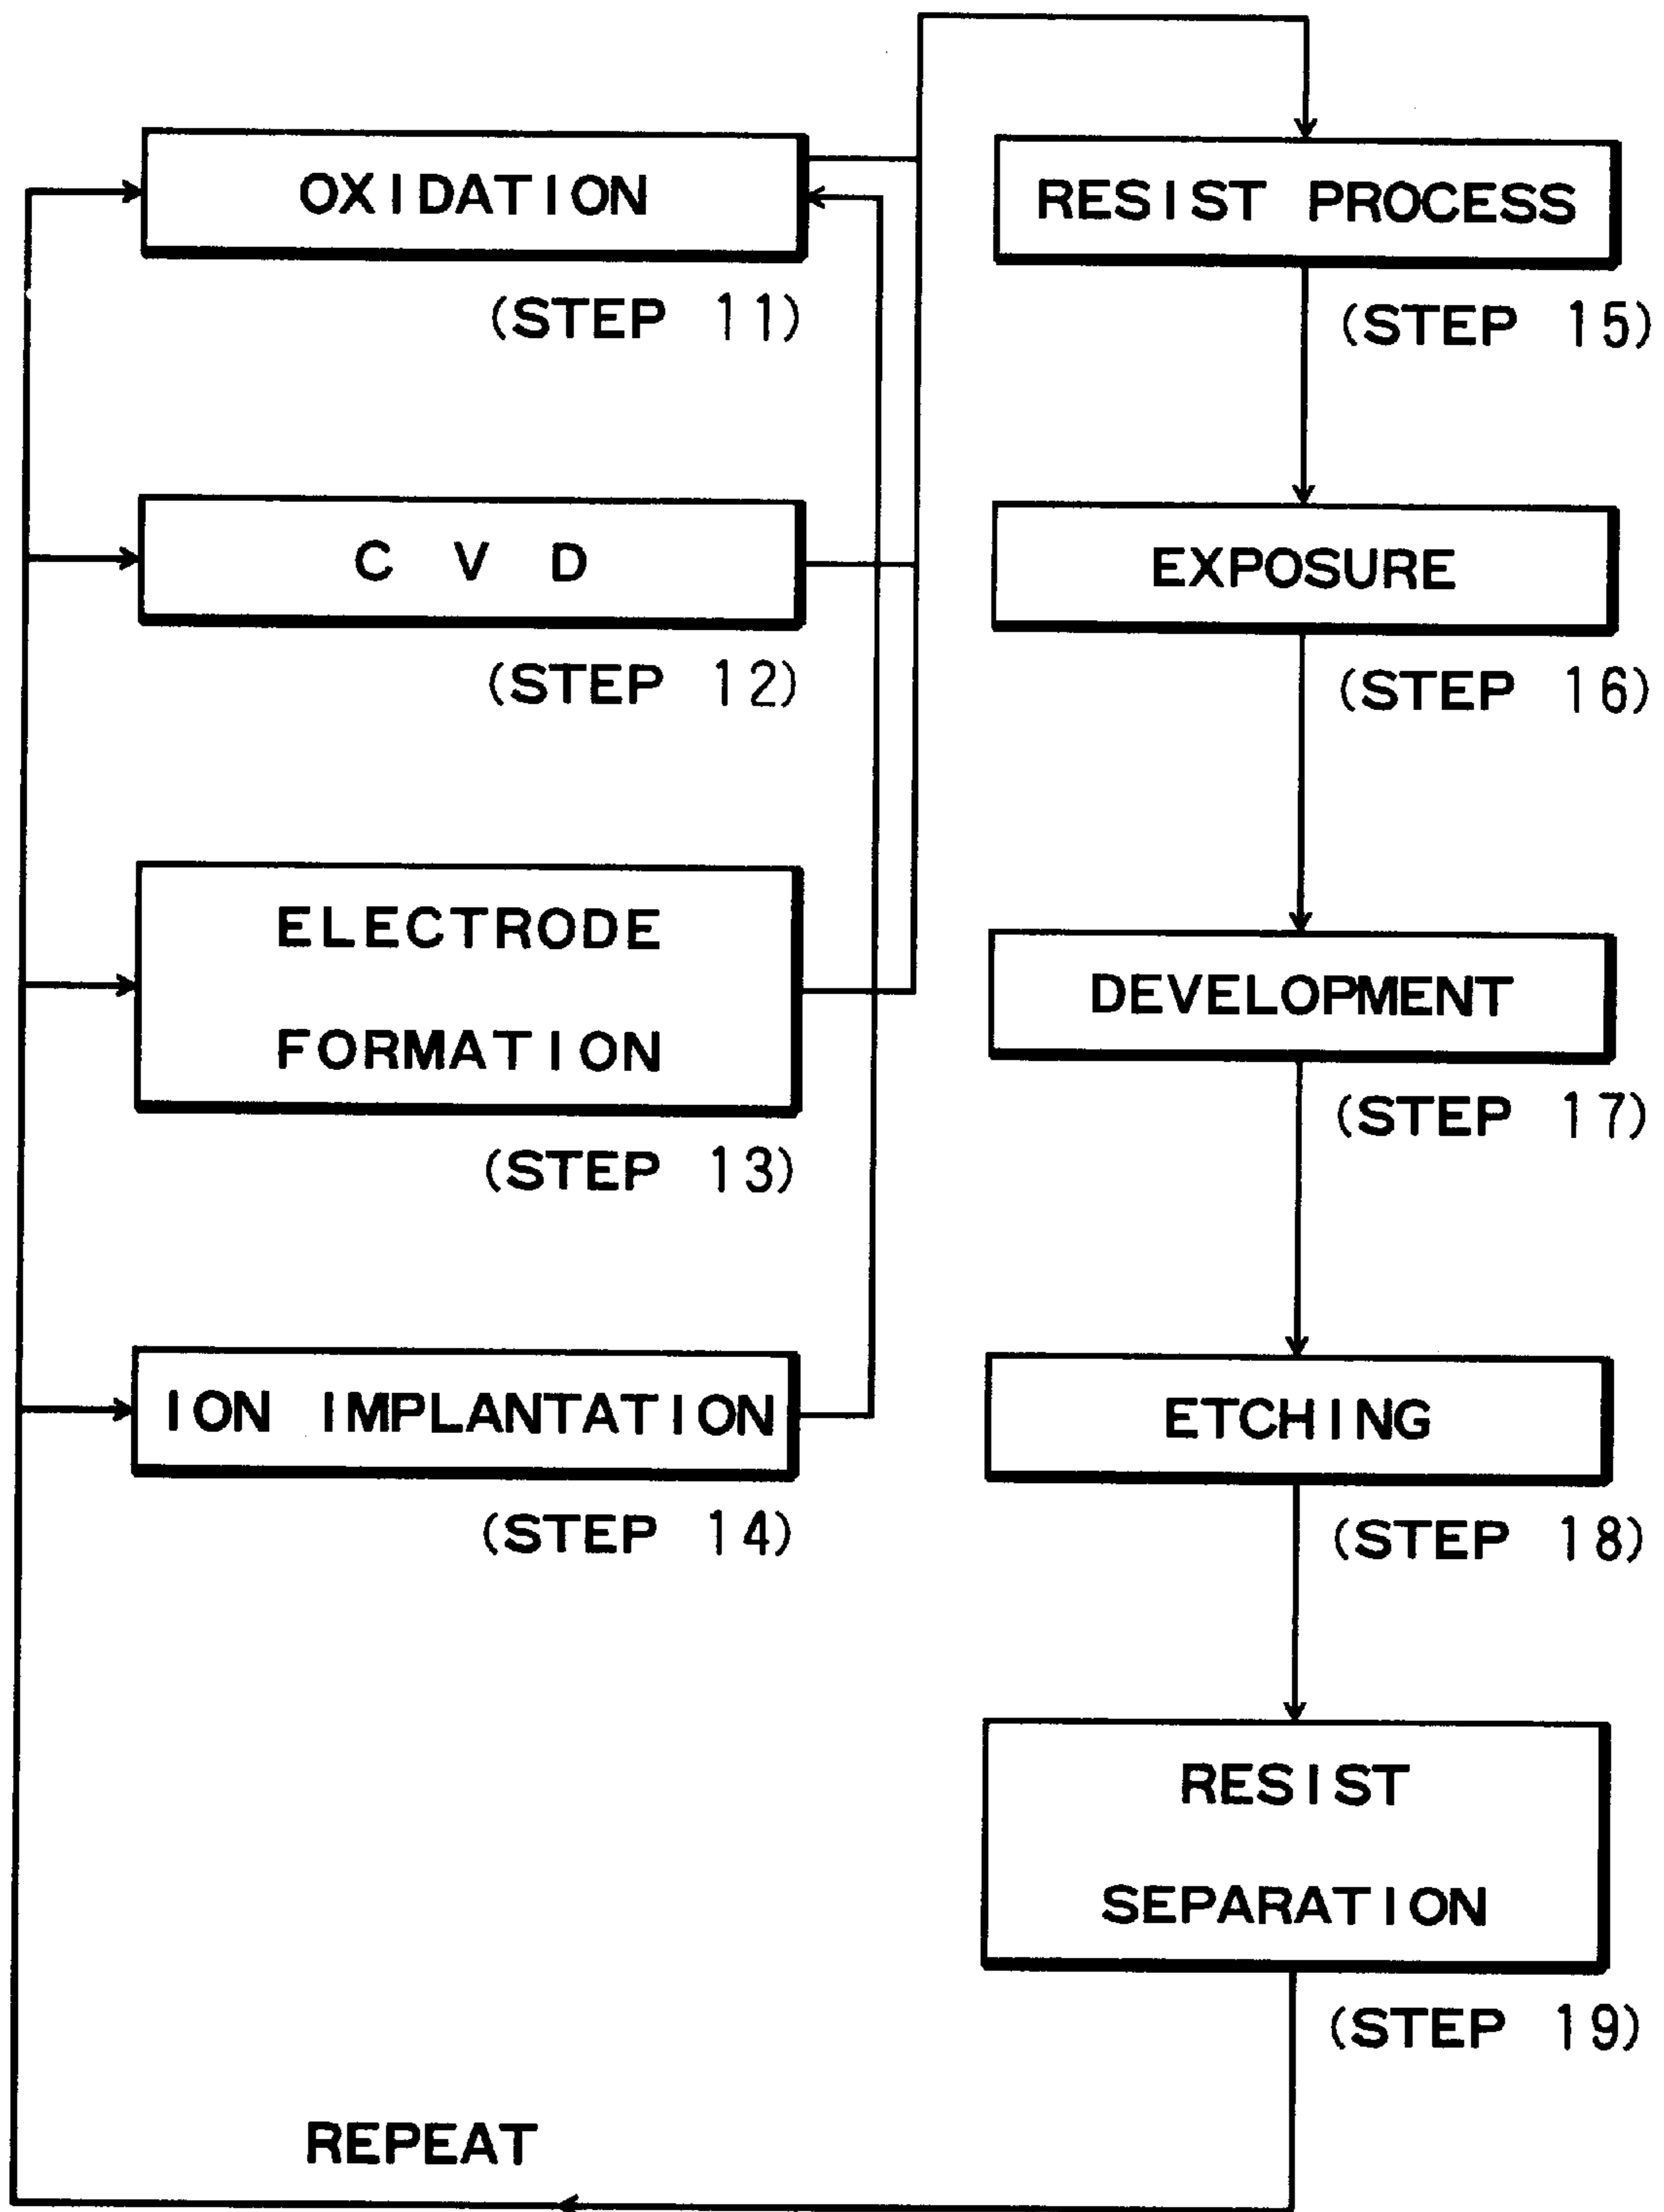 OXIDATION
(STEP 11)
C V D
(STEP 12)
ELECTRODE
FORMATION
(STEP 13)
ION IMPLANTATION
(STEP 14)
RESIST PROCESS
(STEP 15)
EXPOSURE
(STEP 16)
DEVELOPMENT
(STEP 17)
ETCHING
(STEP 18)
RESIST
SEPARATION
(STEP 19)
REPEAT